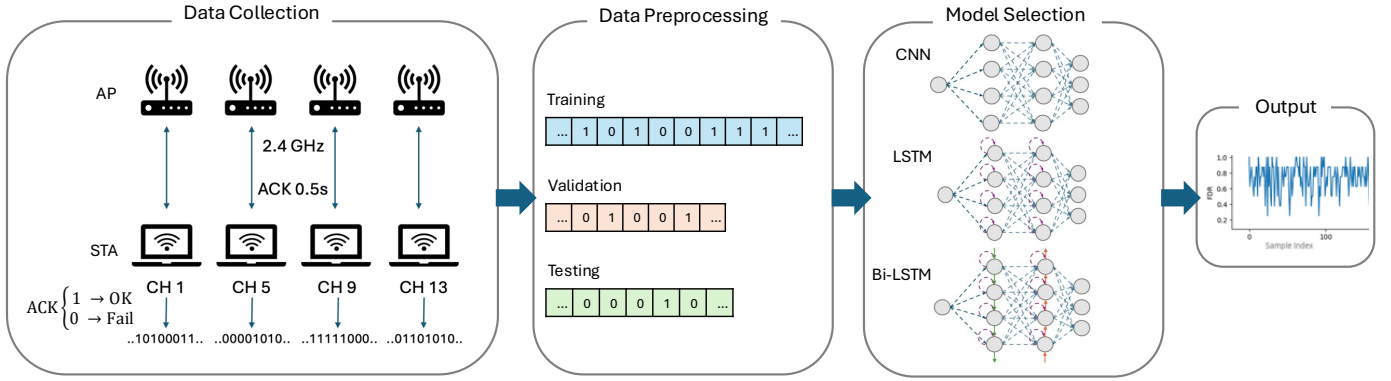 Data Collection
AP
2.4 GHz
ACK 0.5s
STA
CH 1 CH 5 CH 9 CH 13
ACK { 1 → OK
0 → Fail
..10100011.. ..00001010.. ..11111000.. ..01101010..
Data Preprocessing
Training
... 1 0 1 0 0 1 1 1 ...
Validation
... 0 1 0 0 1 ...
Testing
... 0 0 0 1 0 ...
Model Selection
CNN
LSTM
Bi-LSTM
Output
FDR
1.0
0.8
0.6
0.4
0.2
0 100
Sample Index